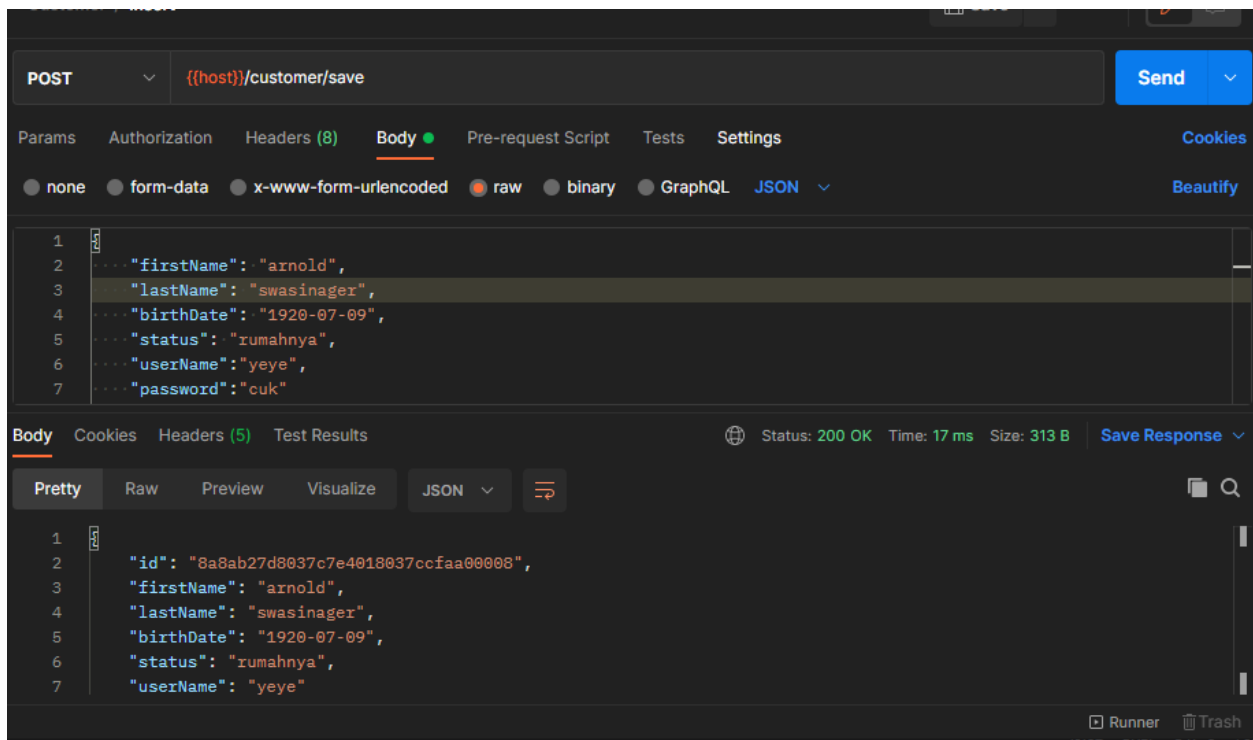 POST {{host}}/customer/save Send
Params Authorization Headers (8) Body Pre-request Script Tests Settings Cookies
none form-data x-www-form-urlencoded raw binary GraphQL JSON Beautify
1 {
2 "firstName": "arnold",
3 "lastName": "swasinager",
4 "birthDate": "1920-07-09",
5 "status": "rumahnya",
6 "userName":"yeye",
7 "password":"cuk"
Body Cookies Headers (5) Test Results Status: 200 OK Time: 17 ms Size: 313 B Save Response
Pretty Raw Preview Visualize JSON
1 {
2 "id": "8a8ab27d8037c7e4018037ccfaa00008",
3 "firstName": "arnold",
4 "lastName": "swasinager",
5 "birthDate": "1920-07-09",
6 "status": "rumahnya",
7 "userName": "yeye"
Runner Trash